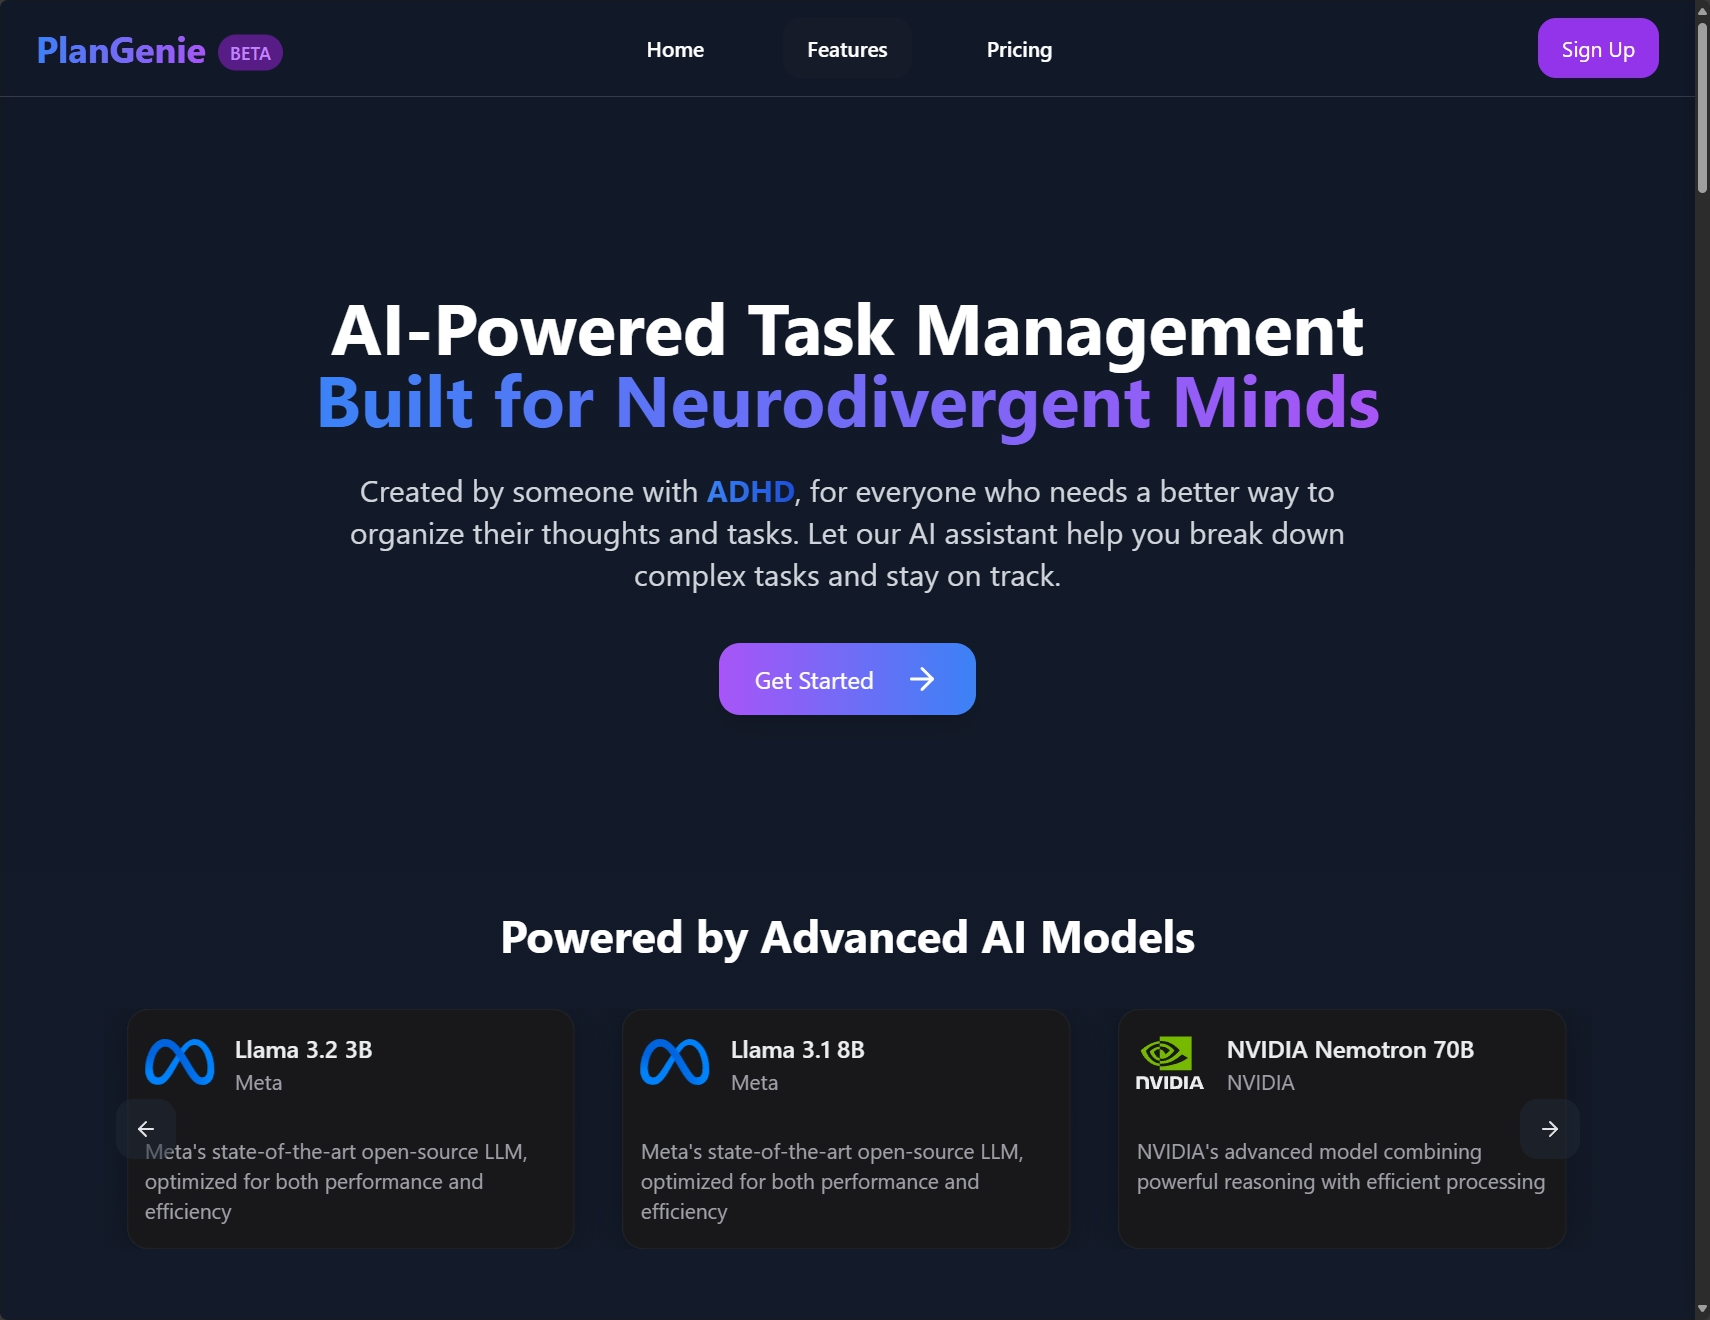 PlanGenie BETA
Home
Features
Pricing
Sign Up
AI-Powered Task Management
Built for Neurodivergent Minds
Created by someone with ADHD, for everyone who needs a better way to
organize their thoughts and tasks. Let our AI assistant help you break down
complex tasks and stay on track.
Get Started
Powered by Advanced AI Models
Llama 3.2 3B
Meta
Meta's state-of-the-art open-source LLM,
optimized for both performance and
efficiency
Llama 3.1 8B
Meta
Meta's state-of-the-art open-source LLM,
optimized for both performance and
efficiency
NVIDIA
NVIDIA Nemotron 70B
NVIDIA
NVIDIA's advanced model combining
powerful reasoning with efficient processing